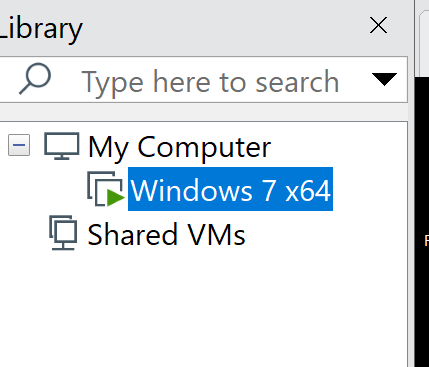 Library
Type here to search
My Computer
Windows 7 x64
Shared VMs